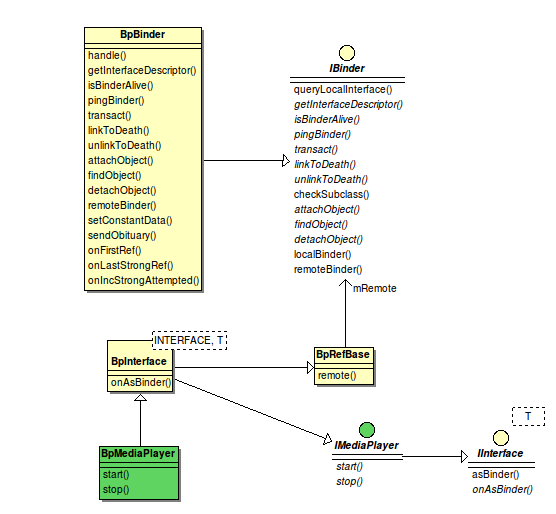 BpBinder
handle()
getInterfaceDescriptor()
isBinderAlive()
pingBinder()
transact()
linkToDeath()
unlinkToDeath()
attachObject()
findObject()
detachObject()
remoteBinder()
setConstantData()
sendObituary()
onFirstRef()
onLastStrongRef()
onIncStrongAttempted()
IBinder
queryLocalInterface()
getInterfaceDescriptor()
isBinderAlive()
pingBinder()
transact()
linkToDeath()
unlinkToDeath()
checkSubclass()
attachObject()
findObject()
detachObject()
localBinder()
remoteBinder()
mRemote
INTERFACE, T
BpInterface
onAsBinder()
BpRefBase
remote()
BpMediaPlayer
start()
stop()
IMediaPlayer
start()
stop()
T
IInterface
asBinder()
onAsBinder()